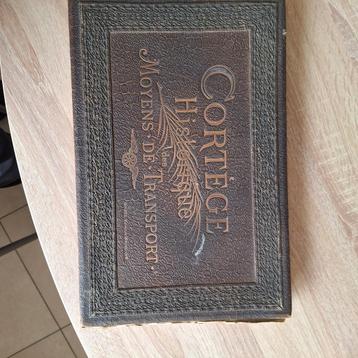 CORTÈGE
Historique
des
MOYENS DE TRANSPORT